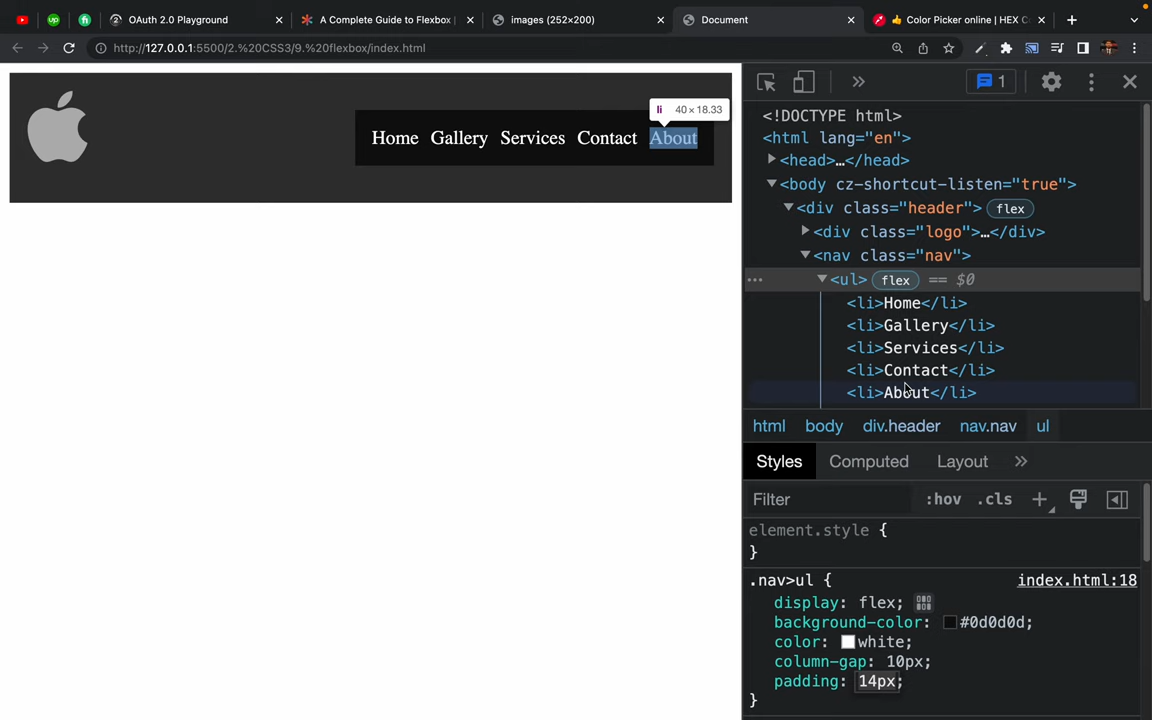 OAuth 2.0 Playground
A Complete Guide to Flexbox
images (252×200)
Document
👍 Color Picker online | HEX C
http://127.0.0.1:5500/2.%20CSS3/9.%20flexbox/index.html
1
<!DOCTYPE html>
<html lang="en">
<head>…</head>
<body cz-shortcut-listen="true">
<div class="header"> flex
<div class="logo">…</div>
<nav class="nav">
<ul> flex == $0
<li>Home</li>
<li>Gallery</li>
<li>Services</li>
<li>Contact</li>
<li>About</li>
li 40×18.33
Home Gallery Services Contact About
html body div.header nav.nav ul
Styles Computed Layout
Filter :hov .cls
element.style {
}
.nav>ul { index.html:18
display: flex;
background-color: #0d0d0d;
color: white;
column-gap: 10px;
padding: 14px;
}